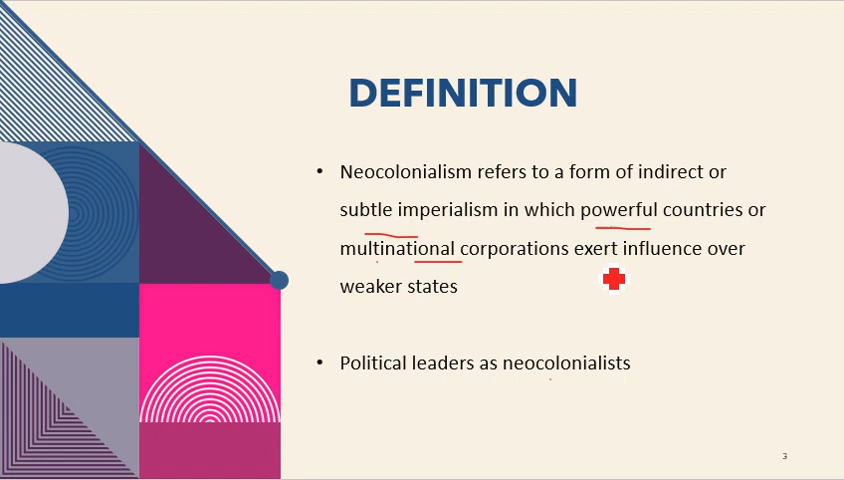 DEFINITION
• Neocolonialism refers to a form of indirect or
subtle imperialism in which powerful countries or
multinational corporations exert influence over
weaker states
• Political leaders as neocolonialists
3